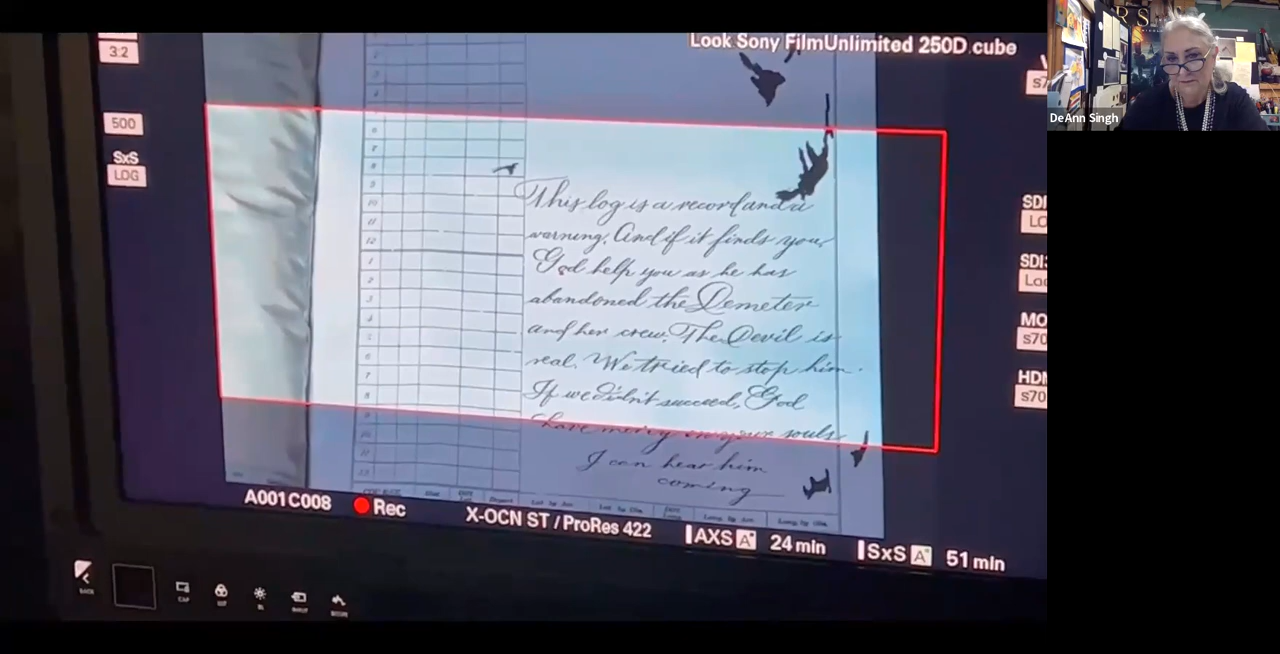 3.2
Look Sony FilmUnlimited 250D.cube
500
SxS
LOG
DeAnn Singh
This log is a record and a
warning. And if it finds you,
God help you as he has
abandoned the Demeter
and her crew. The Devil is
real. We tried to stop him.
If we didn't succeed, God
have mercy on your souls
I can hear him
coming
A001C008
Rec
X-OCN ST / ProRes 422
AXS A 24 min
SxS A 51 min
BACK